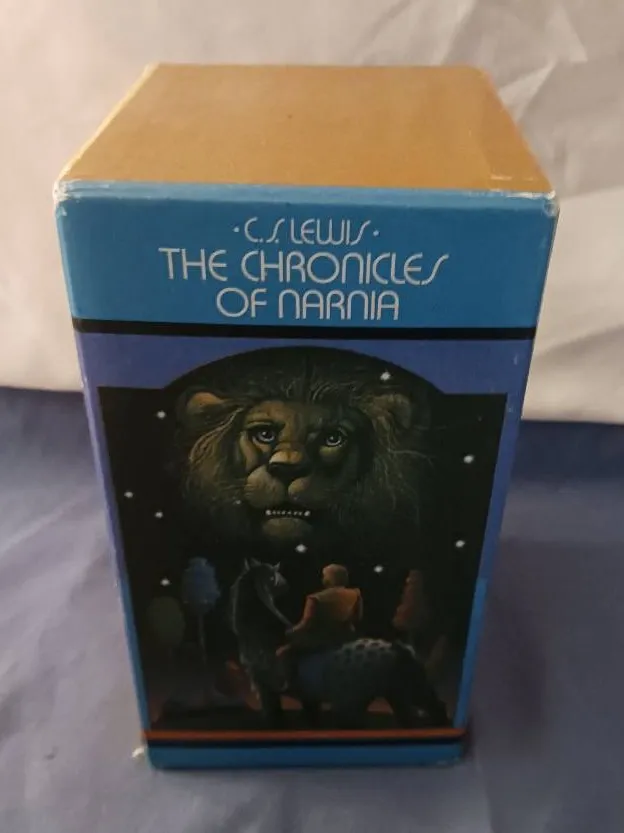 ·C.S. LEWIS·
THE CHRONICLES
OF NARNIA